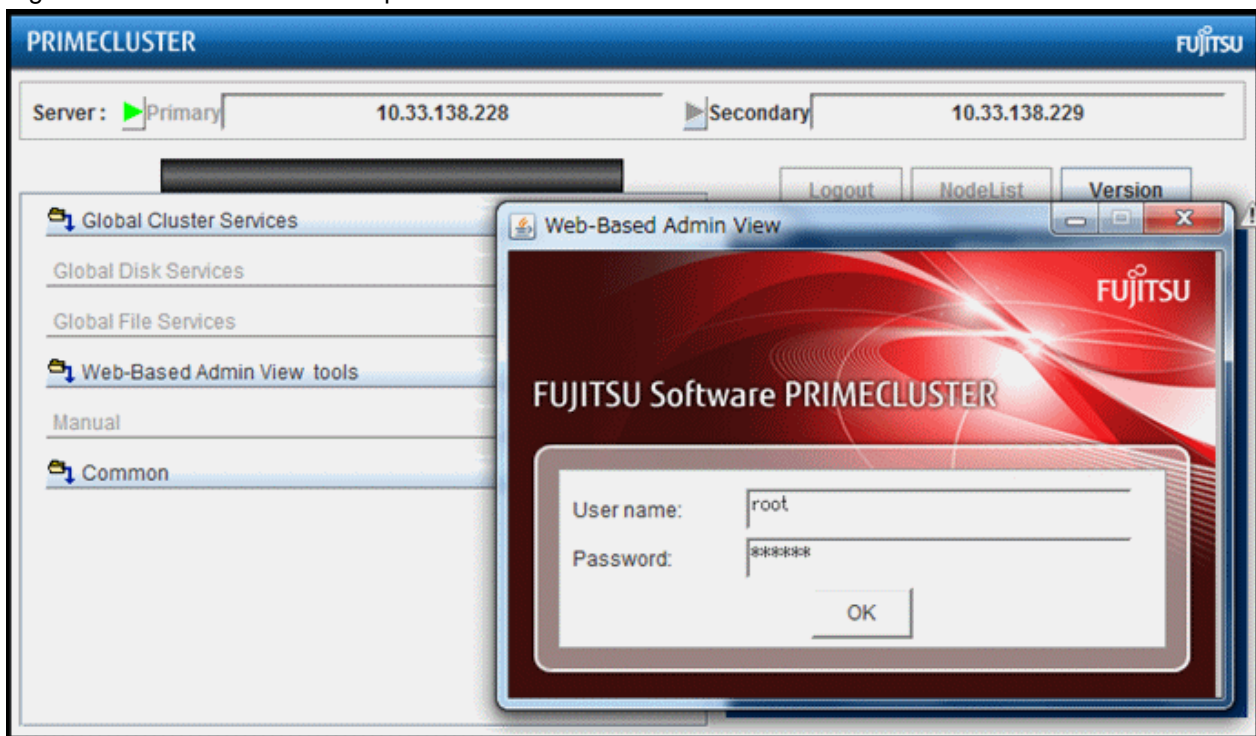 PRIMECLUSTER FUJITSU
Server: Primary 10.33.138.228 Secondary 10.33.138.229
Logout NodeList Version
Global Cluster Services
Global Disk Services
Global File Services
Web-Based Admin View tools
Manual
Common
Web-Based Admin View
FUJITSU
FUJITSU Software PRIMECLUSTER
User name: root
Password: ******
OK